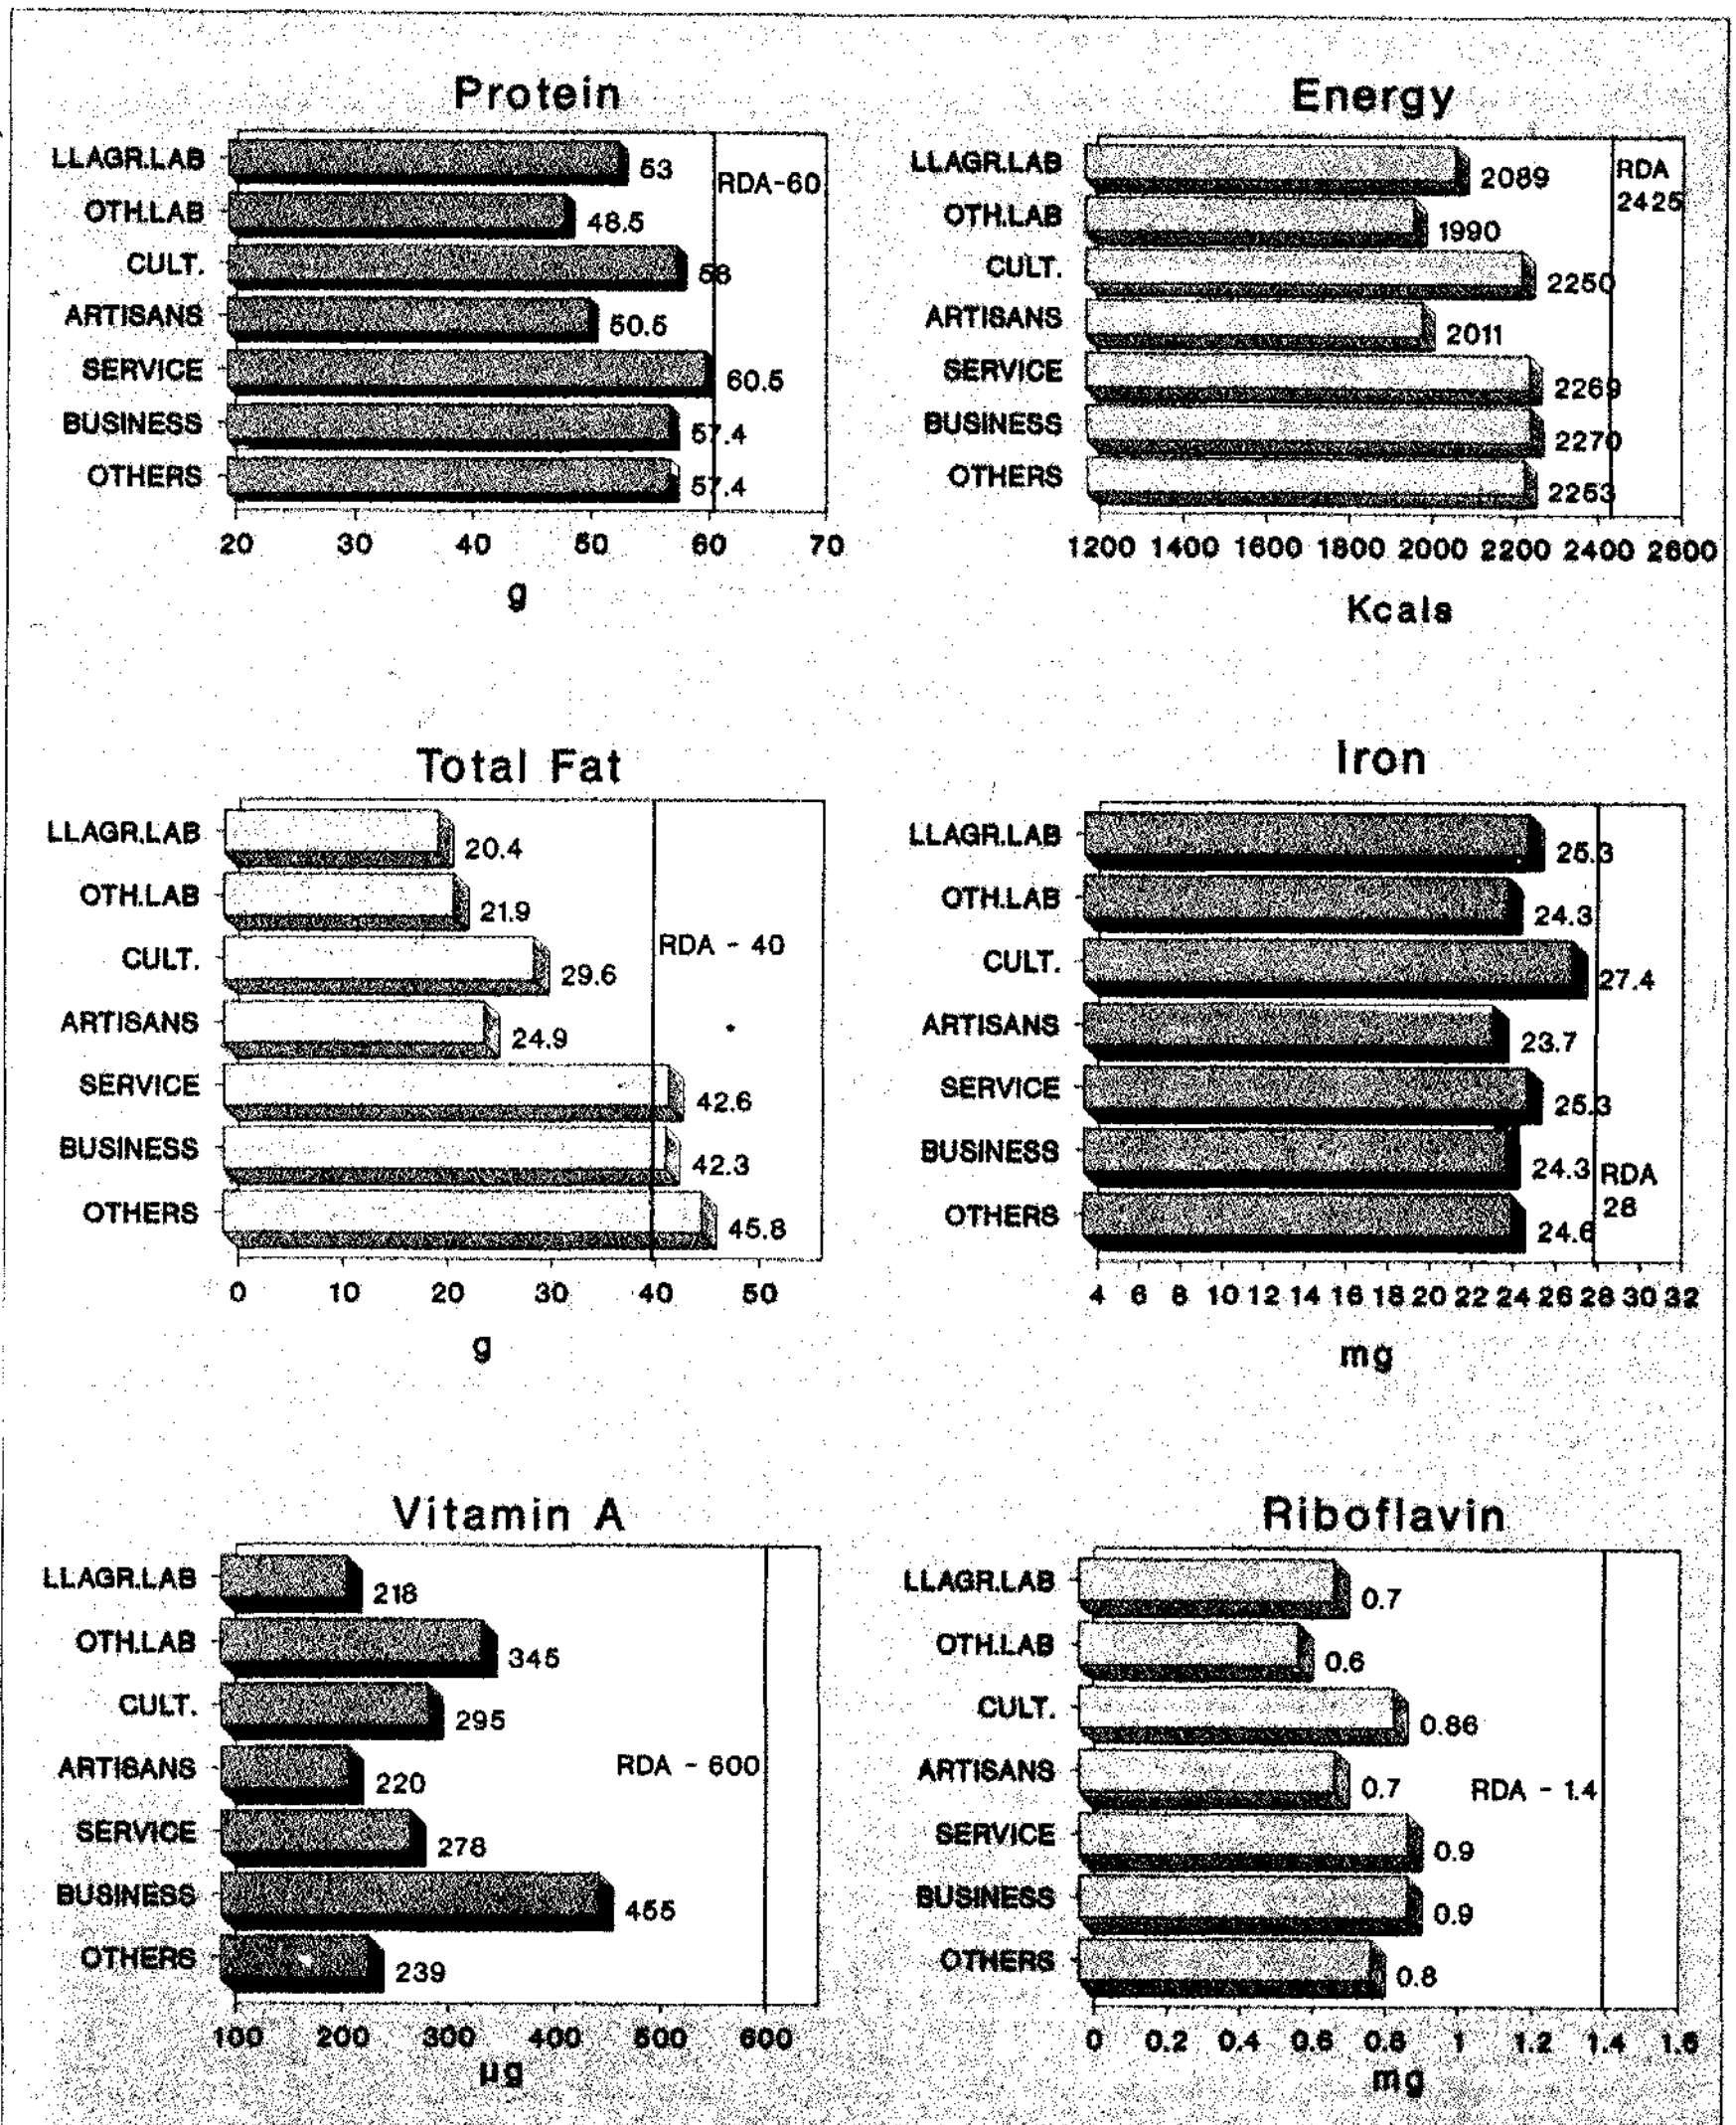 Protein
LLAGR.LAB 53
OTH.LAB 48.5
CULT. 58
ARTISANS 50.5
SERVICE 60.5
BUSINESS 57.4
OTHERS 57.4
RDA-60
20 30 40 50 60 70
g
Energy
LLAGR.LAB 2089
OTH.LAB 1990
CULT. 2250
ARTISANS 2011
SERVICE 2269
BUSINESS 2270
OTHERS 2253
RDA
2425
1200 1400 1600 1800 2000 2200 2400 2600
Kcals
Total Fat
LLAGR.LAB 20.4
OTH.LAB 21.9
CULT. 29.6
ARTISANS 24.9
SERVICE 42.6
BUSINESS 42.3
OTHERS 45.8
RDA - 40
0 10 20 30 40 50
g
Iron
LLAGR.LAB 25.3
OTH.LAB 24.3
CULT. 27.4
ARTISANS 23.7
SERVICE 25.3
BUSINESS 24.3
OTHERS 24.6
RDA
28
4 6 8 10 12 14 16 18 20 22 24 26 28 30 32
mg
Vitamin A
LLAGR.LAB 218
OTH.LAB 345
CULT. 295
ARTISANS 220
SERVICE 278
BUSINESS 455
OTHERS 239
RDA - 600
100 200 300 400 500 600
µg
Riboflavin
LLAGR.LAB 0.7
OTH.LAB 0.6
CULT. 0.86
ARTISANS 0.7
SERVICE 0.9
BUSINESS 0.9
OTHERS 0.8
RDA - 1.4
0 0.2 0.4 0.6 0.8 1 1.2 1.4 1.6
mg